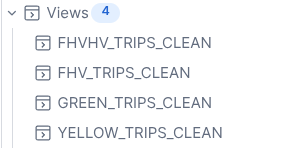 Views 4
FHVHV_TRIPS_CLEAN
FHV_TRIPS_CLEAN
GREEN_TRIPS_CLEAN
YELLOW_TRIPS_CLEAN